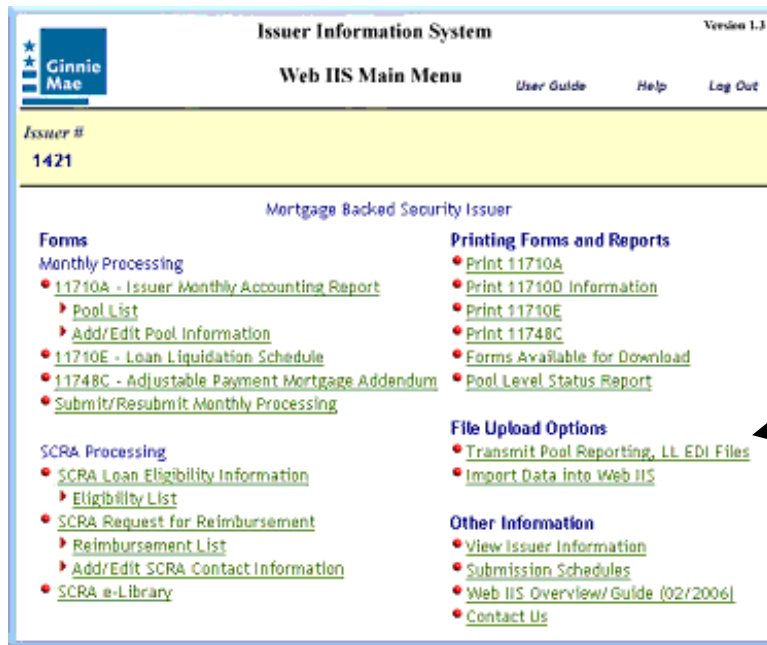 Ginnie Mae
Issuer Information System
Version 1.3
Web IIS Main Menu
User Guide
Help
Log Out
Issuer #
1421
Mortgage Backed Security Issuer
Forms
Monthly Processing
11710A - Issuer Monthly Accounting Report
Pool List
Add/Edit Pool Information
11710E - Loan Liquidation Schedule
11748C - Adjustable Payment Mortgage Addendum
Submit/Resubmit Monthly Processing
SCRA Processing
SCRA Loan Eligibility Information
Eligibility List
SCRA Request for Reimbursement
Reimbursement List
Add/Edit SCRA Contact Information
SCRA e-Library
Printing Forms and Reports
Print 11710A
Print 11710D Information
Print 11710E
Print 11748C
Forms Available for Download
Pool Level Status Report
File Upload Options
Transmit Pool Reporting, LL EDI Files
Import Data into Web IIS
Other Information
View Issuer Information
Submission Schedules
Web IIS Overview/Guide (02/2006)
Contact Us